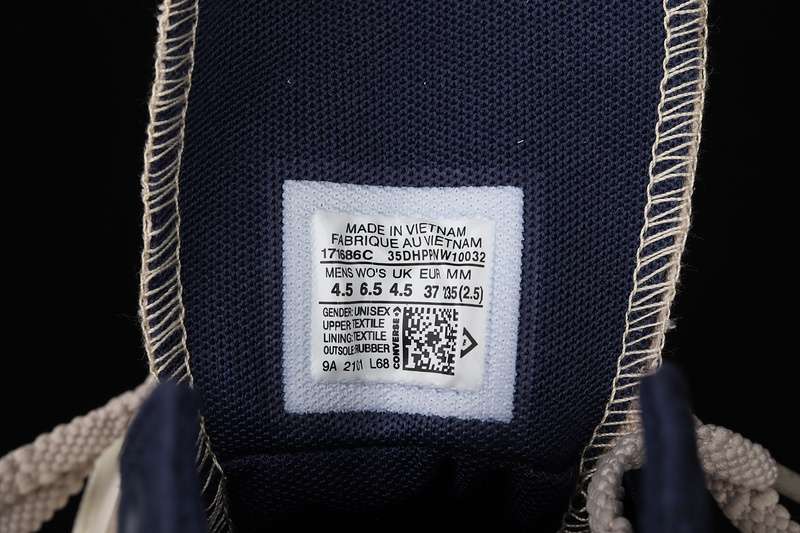 MADE IN VIETNAM
FABRIQUE AU VIETNAM
171686C 35DHPPNW10032
MENS WO'S UK EUR MM
4.5 6.5 4.5 37 235 (2.5)
GENDER: UNISEX
UPPER: TEXTILE
LINING: TEXTILE
OUTSOLE: RUBBER
9A 2101 L68
CONVERSE